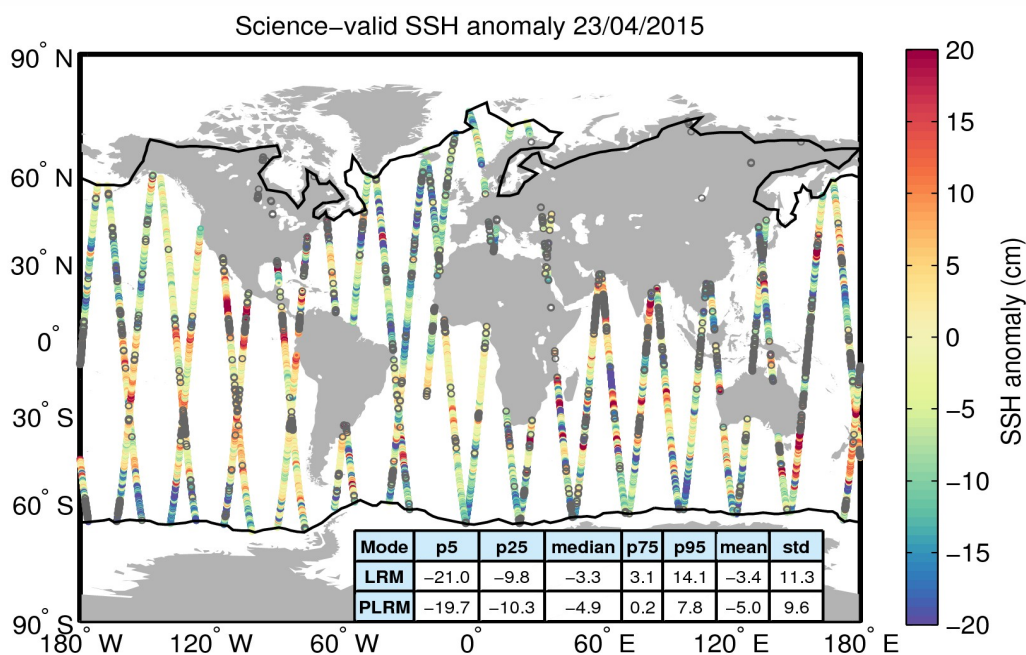 Science−valid SSH anomaly 23/04/2015
90° N
60° N
30° N
0°
30° S
60° S
90° S
180° W
120° W
60° W
0°
60° E
120° E
180° E
Mode p5 p25 median p75 p95 mean std
LRM −21.0 −9.8 −3.3 3.1 14.1 −3.4 11.3
PLRM −19.7 −10.3 −4.9 0.2 7.8 −5.0 9.6
20
15
10
5
0
−5
−10
−15
−20
SSH anomaly (cm)